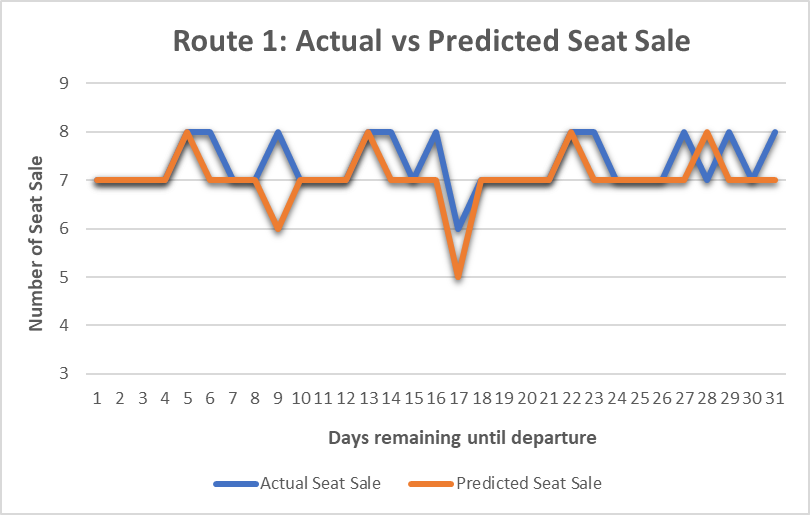 Route 1: Actual vs Predicted Seat Sale
Number of Seat Sale
9
8
7
6
5
4
3
1 2 3 4 5 6 7 8 9 10 11 12 13 14 15 16 17 18 19 20 21 22 23 24 25 26 27 28 29 30 31
Days remaining until departure
Actual Seat Sale Predicted Seat Sale